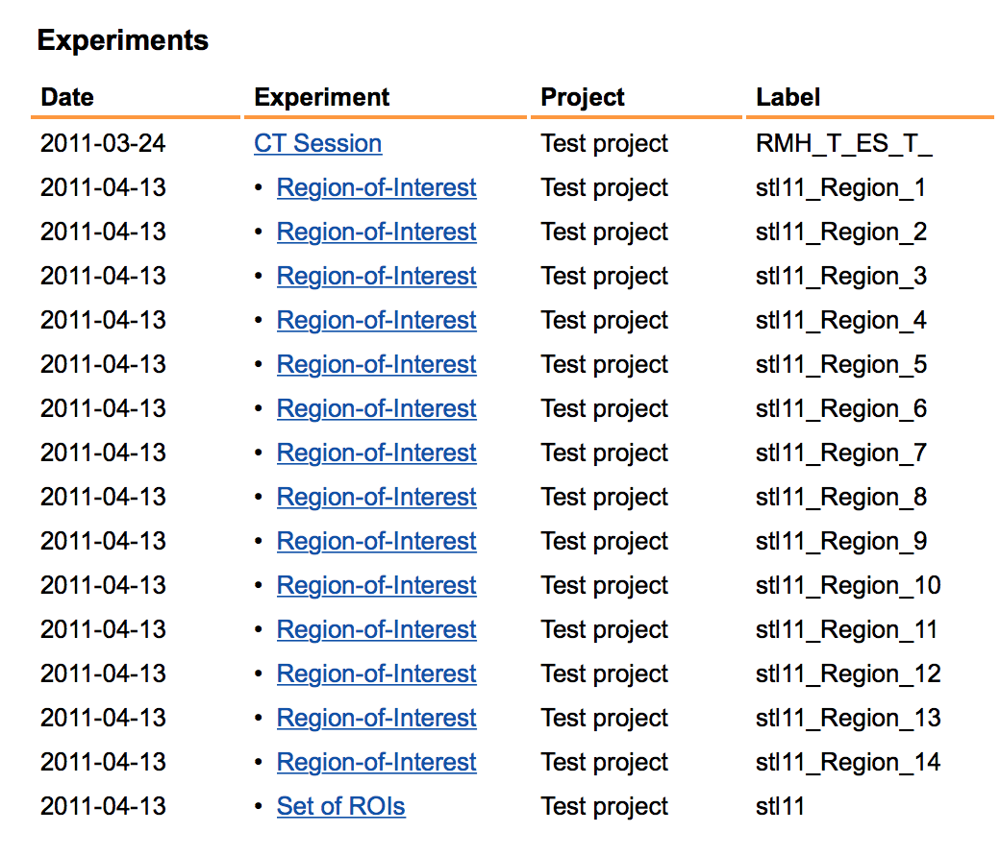 Experiments
Date Experiment Project Label
2011-03-24 CT Session Test project RMH_T_ES_T_
2011-04-13 • Region-of-Interest Test project stl11_Region_1
2011-04-13 • Region-of-Interest Test project stl11_Region_2
2011-04-13 • Region-of-Interest Test project stl11_Region_3
2011-04-13 • Region-of-Interest Test project stl11_Region_4
2011-04-13 • Region-of-Interest Test project stl11_Region_5
2011-04-13 • Region-of-Interest Test project stl11_Region_6
2011-04-13 • Region-of-Interest Test project stl11_Region_7
2011-04-13 • Region-of-Interest Test project stl11_Region_8
2011-04-13 • Region-of-Interest Test project stl11_Region_9
2011-04-13 • Region-of-Interest Test project stl11_Region_10
2011-04-13 • Region-of-Interest Test project stl11_Region_11
2011-04-13 • Region-of-Interest Test project stl11_Region_12
2011-04-13 • Region-of-Interest Test project stl11_Region_13
2011-04-13 • Region-of-Interest Test project stl11_Region_14
2011-04-13 • Set of ROIs Test project stl11